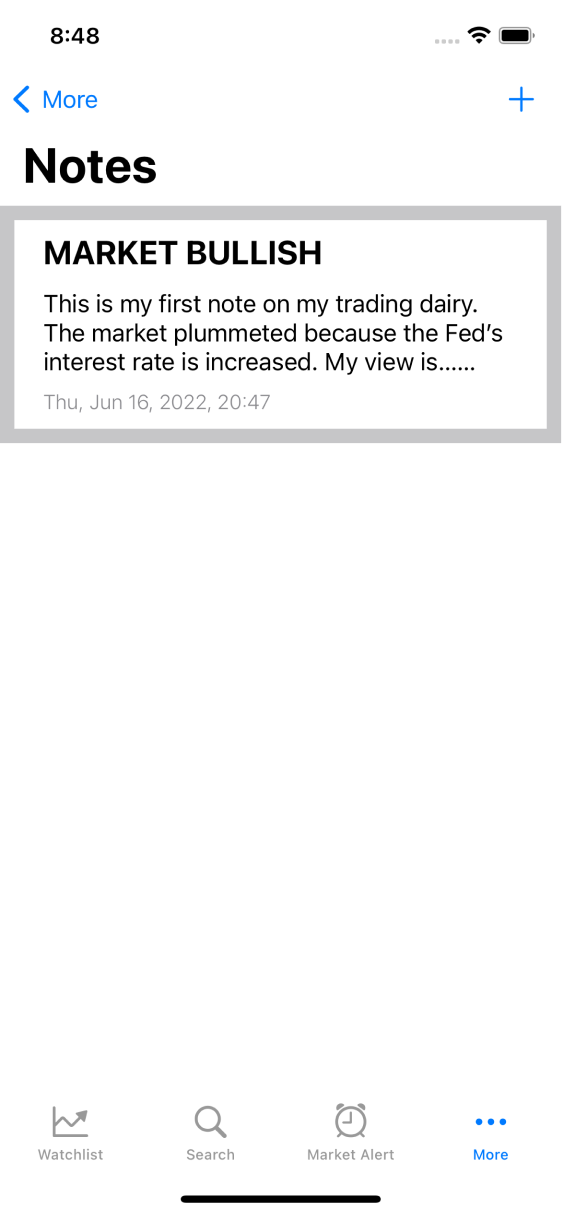 8:48
More
Notes
MARKET BULLISH
This is my first note on my trading dairy.
The market plummeted because the Fed’s
interest rate is increased. My view is......
Thu, Jun 16, 2022, 20:47
Watchlist
Search
Market Alert
More